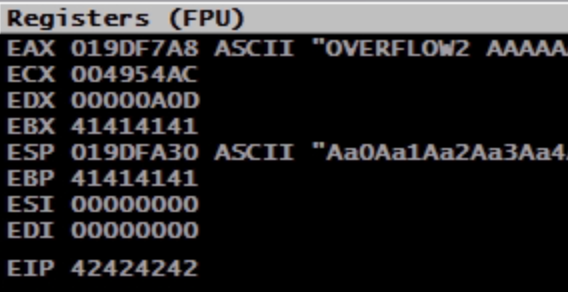 Registers (FPU)
EAX 019DF7A8 ASCII "OVERFLOW2 AAAAA
ECX 004954AC
EDX 00000A0D
EBX 41414141
ESP 019DFA30 ASCII "Aa0Aa1Aa2Aa3Aa4
EBP 41414141
ESI 00000000
EDI 00000000
EIP 42424242